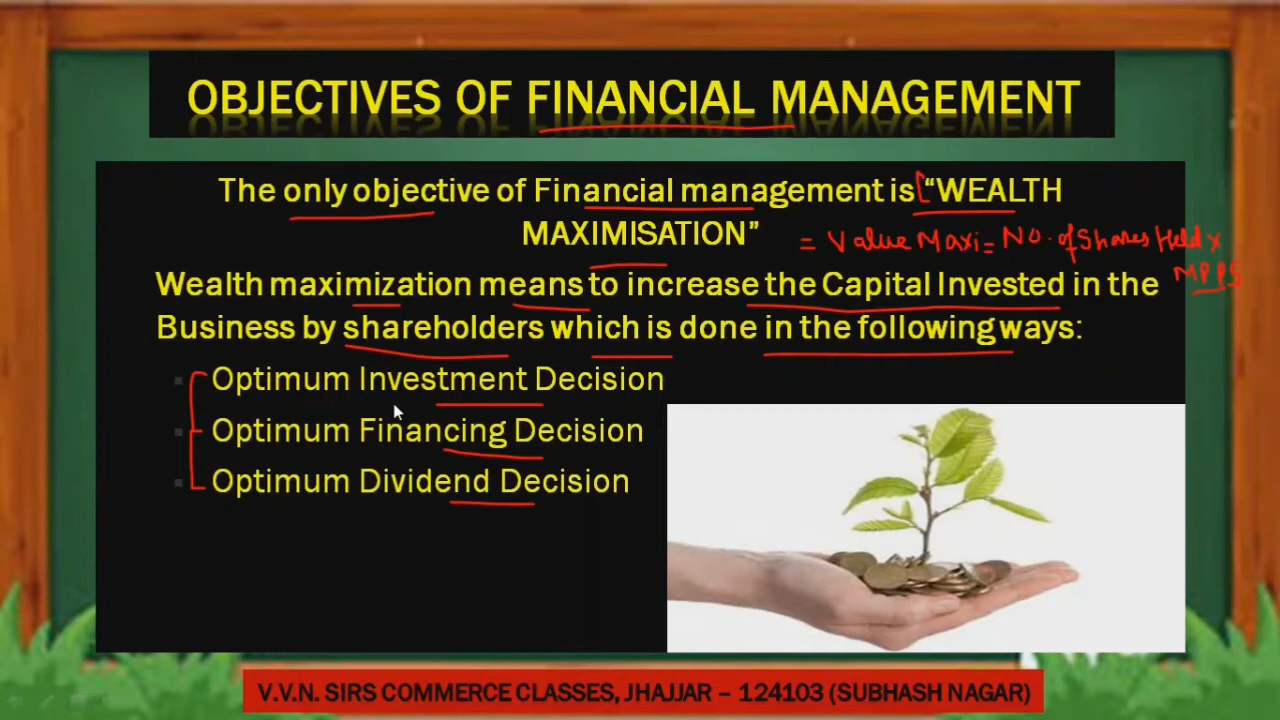 OBJECTIVES OF FINANCIAL MANAGEMENT
The only objective of Financial management is "WEALTH
MAXIMISATION"
= Value Maxi = No. of Shares Held x
MPPS
Wealth maximization means to increase the Capital Invested in the
Business by shareholders which is done in the following ways:
Optimum Investment Decision
Optimum Financing Decision
Optimum Dividend Decision
V.V.N. SIRS COMMERCE CLASSES, JHAJJAR – 124103 (SUBHASH NAGAR)